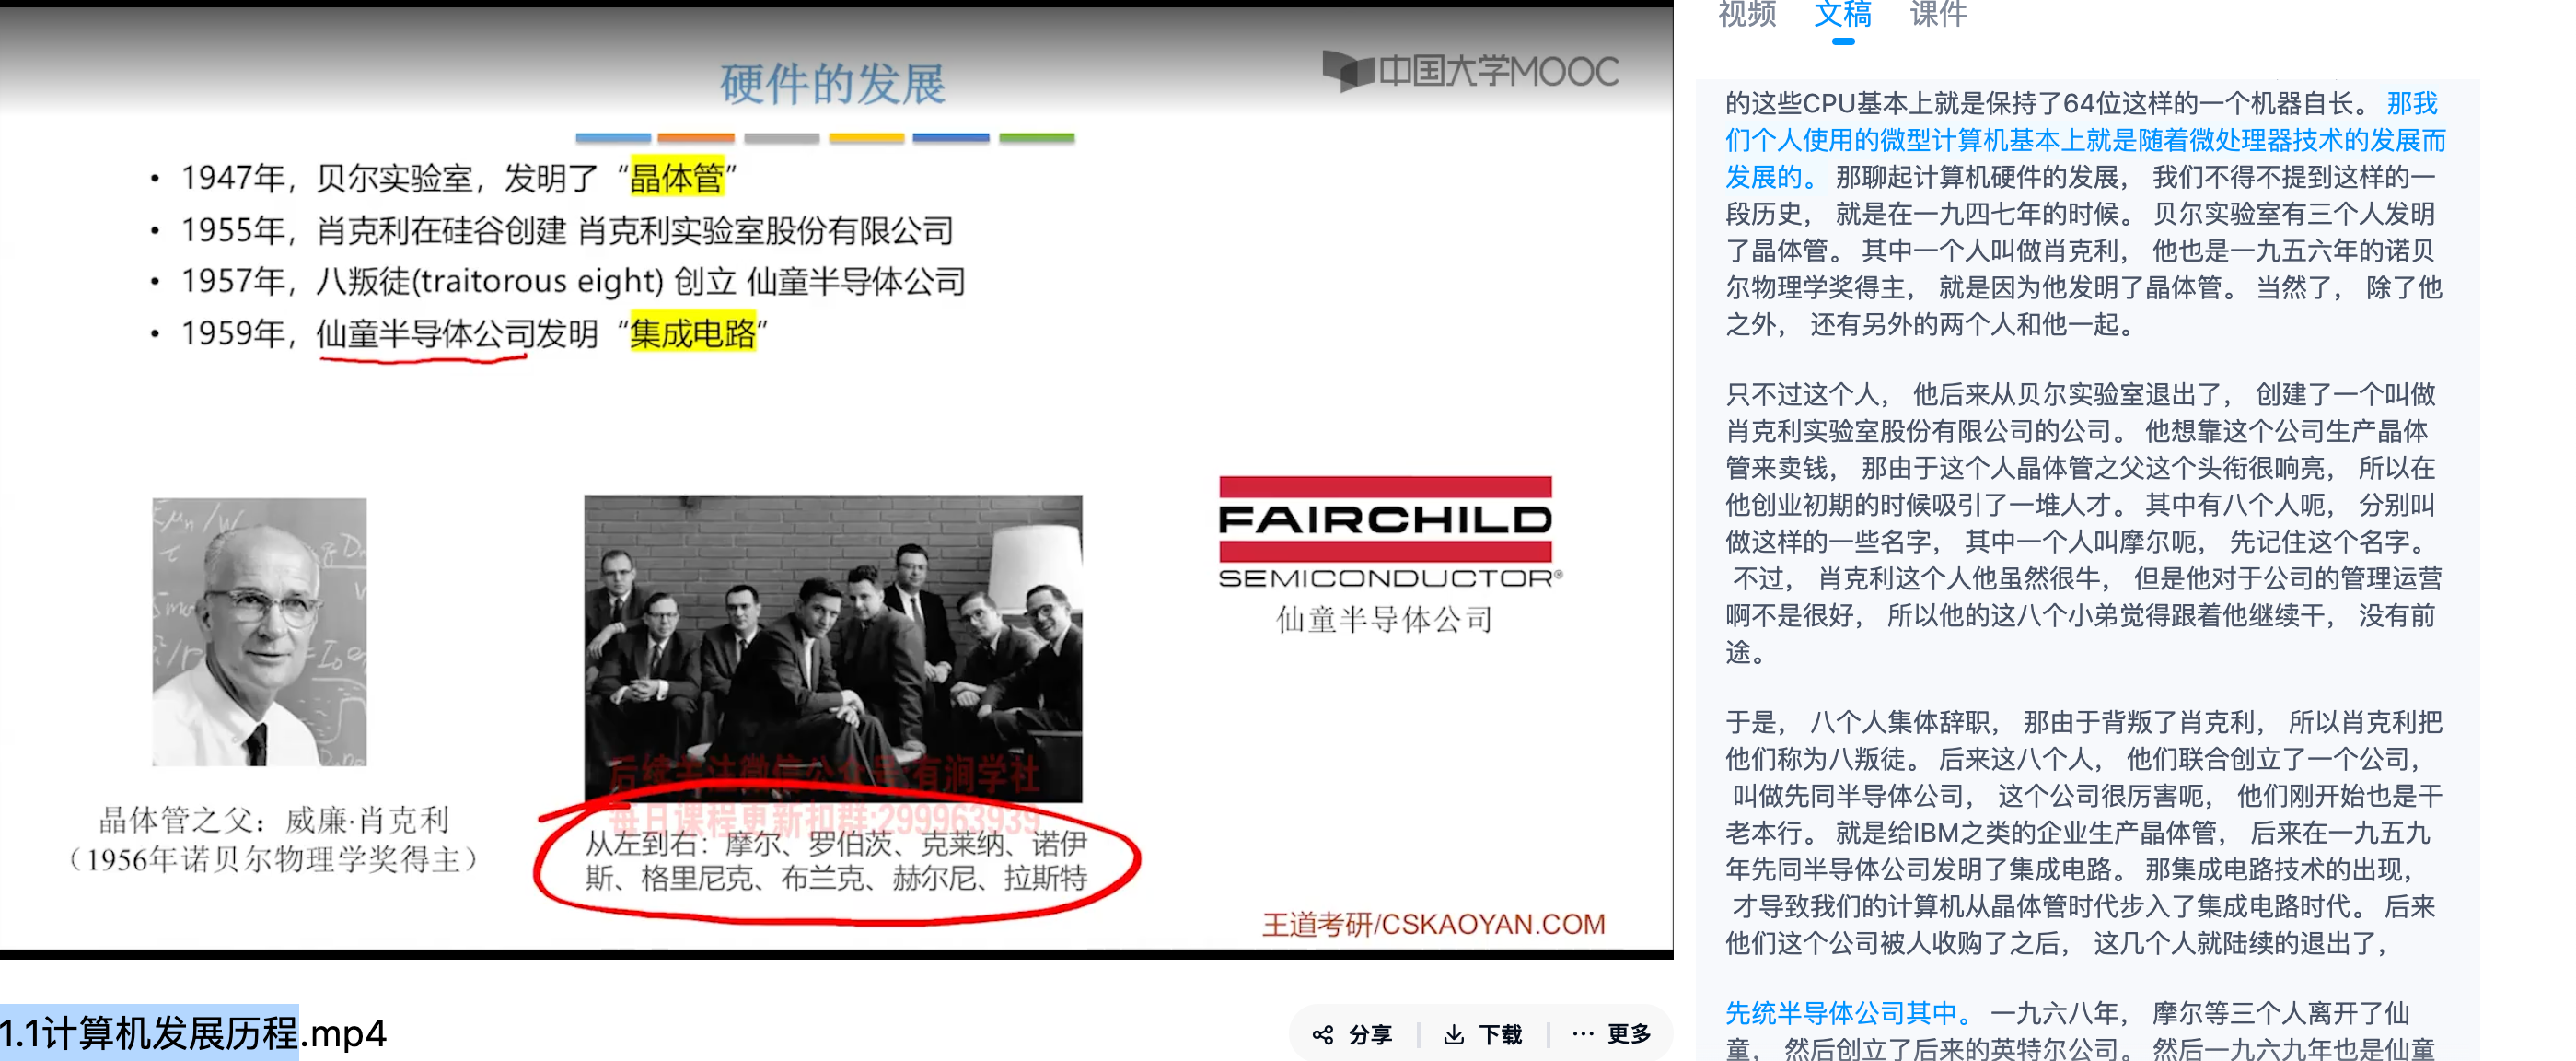 硬件的发展
中国大学MOOC
• 1947年，贝尔实验室，发明了“晶体管”
• 1955年，肖克利在硅谷创建 肖克利实验室股份有限公司
• 1957年，八叛徒(traitorous eight) 创立 仙童半导体公司
• 1959年，仙童半导体公司发明“集成电路”
晶体管之父：威廉·肖克利
（1956年诺贝尔物理学奖得主）
后续关注微信公众号:有涧学社
每日课程更新扣群:299963939
从左到右：摩尔、罗伯茨、克莱纳、诺伊
斯、格里尼克、布兰克、赫尔尼、拉斯特
FAIRCHILD
SEMICONDUCTOR®
仙童半导体公司
王道考研/CSKAOYAN.COM
1.1计算机发展历程.mp4
分享
下载
··· 更多
视频 文稿 课件
的这些CPU基本上就是保持了64位这样的一个机器自长。 那我
们个人使用的微型计算机基本上就是随着微处理器技术的发展而
发展的。 那聊起计算机硬件的发展， 我们不得不提到这样的一
段历史， 就是在一九四七年的时候。 贝尔实验室有三个人发明
了晶体管。 其中一个人叫做肖克利， 他也是一九五六年的诺贝
尔物理学奖得主， 就是因为他发明了晶体管。 当然了， 除了他
之外， 还有另外的两个人和他一起。
只不过这个人， 他后来从贝尔实验室退出了， 创建了一个叫做
肖克利实验室股份有限公司的公司。 他想靠这个公司生产晶体
管来卖钱， 那由于这个人晶体管之父这个头衔很响亮， 所以在
他创业初期的时候吸引了一堆人才。 其中有八个人呃， 分别叫
做这样的一些名字， 其中一个人叫摩尔呃， 先记住这个名字。
不过， 肖克利这个人他虽然很牛， 但是他对于公司的管理运营
啊不是很好， 所以他的这八个小弟觉得跟着他继续干， 没有前
途。
于是， 八个人集体辞职， 那由于背叛了肖克利， 所以肖克利把
他们称为八叛徒。 后来这八个人， 他们联合创立了一个公司，
叫做先同半导体公司， 这个公司很厉害呃， 他们刚开始也是干
老本行。 就是给IBM之类的企业生产晶体管， 后来在一九五九
年先同半导体公司发明了集成电路。 那集成电路技术的出现，
才导致我们的计算机从晶体管时代步入了集成电路时代。 后来
他们这个公司被人收购了之后， 这几个人就陆续的退出了，
先统半导体公司其中。 一九六八年， 摩尔等三个人离开了仙
童， 然后创立了后来的英特尔公司。 然后一九六九年也是仙童